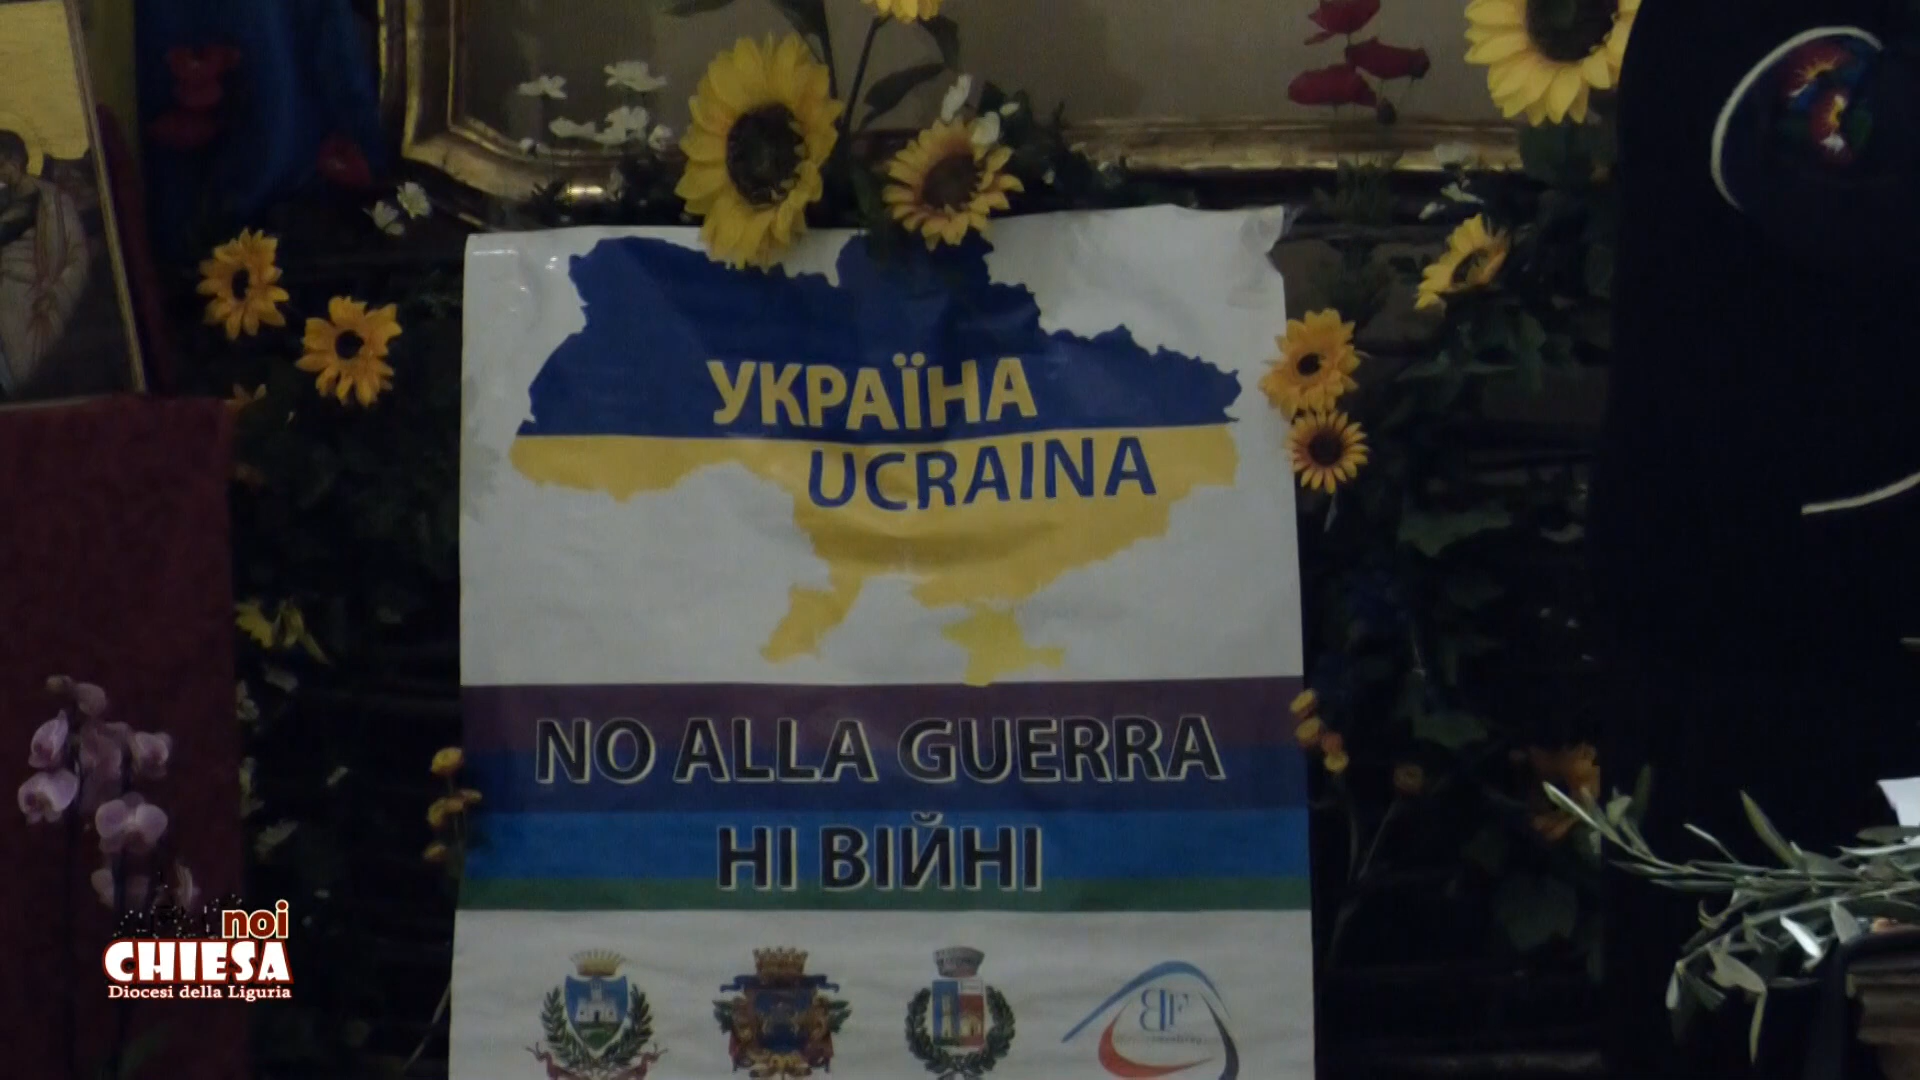 УКРАЇНА
UCRAINA
NO ALLA GUERRA
НІ ВІЙНІ
noi
CHIESA
Diocesi della Liguria